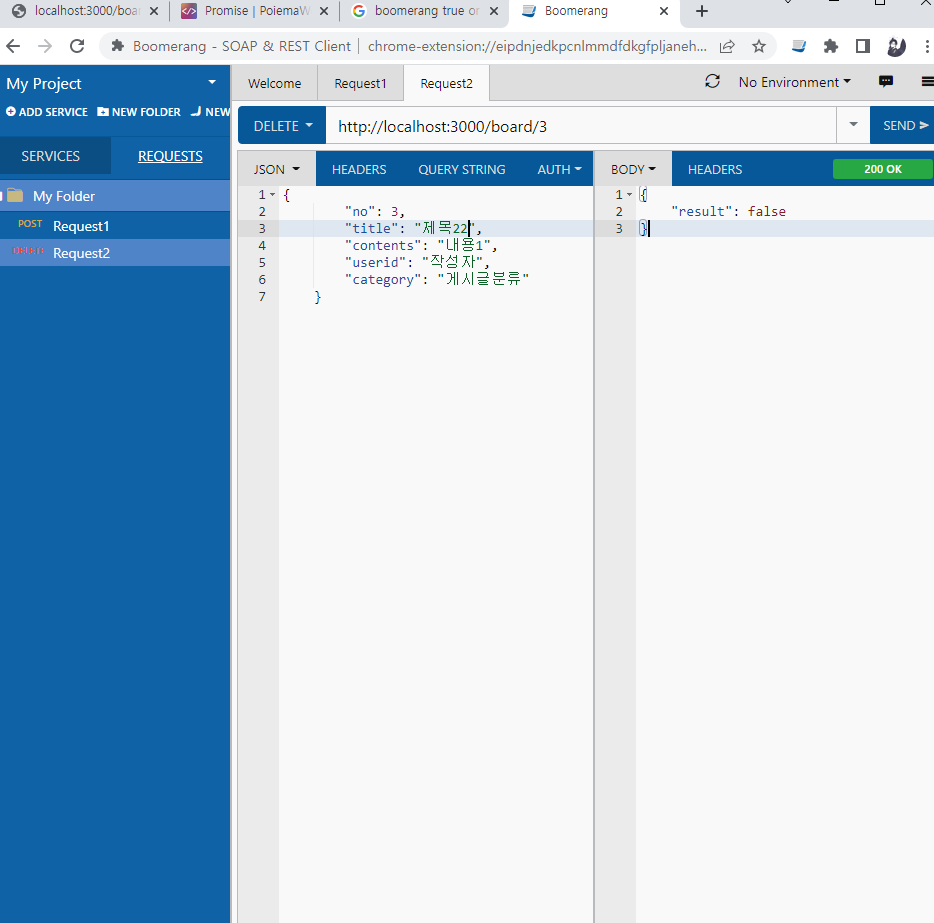 localhost:3000/boa
Promise | PoiemaW
boomerang true or
Boomerang
Boomerang - SOAP & REST Client
chrome-extension://eipdnjedkpcnlmmdfdkgfpljaneh...
My Project
Welcome
Request1
Request2
No Environment
ADD SERVICE
NEW FOLDER
NEW
DELETE
http://localhost:3000/board/3
SEND
SERVICES
REQUESTS
JSON
HEADERS
QUERY STRING
AUTH
BODY
HEADERS
200 OK
My Folder
POST Request1
DELETE Request2
1 {
2 "no": 3,
3 "title": "제목22",
4 "contents": "내용1",
5 "userid": "작성자",
6 "category": "게시글분류"
7 }
1 {
2 "result": false
3 }